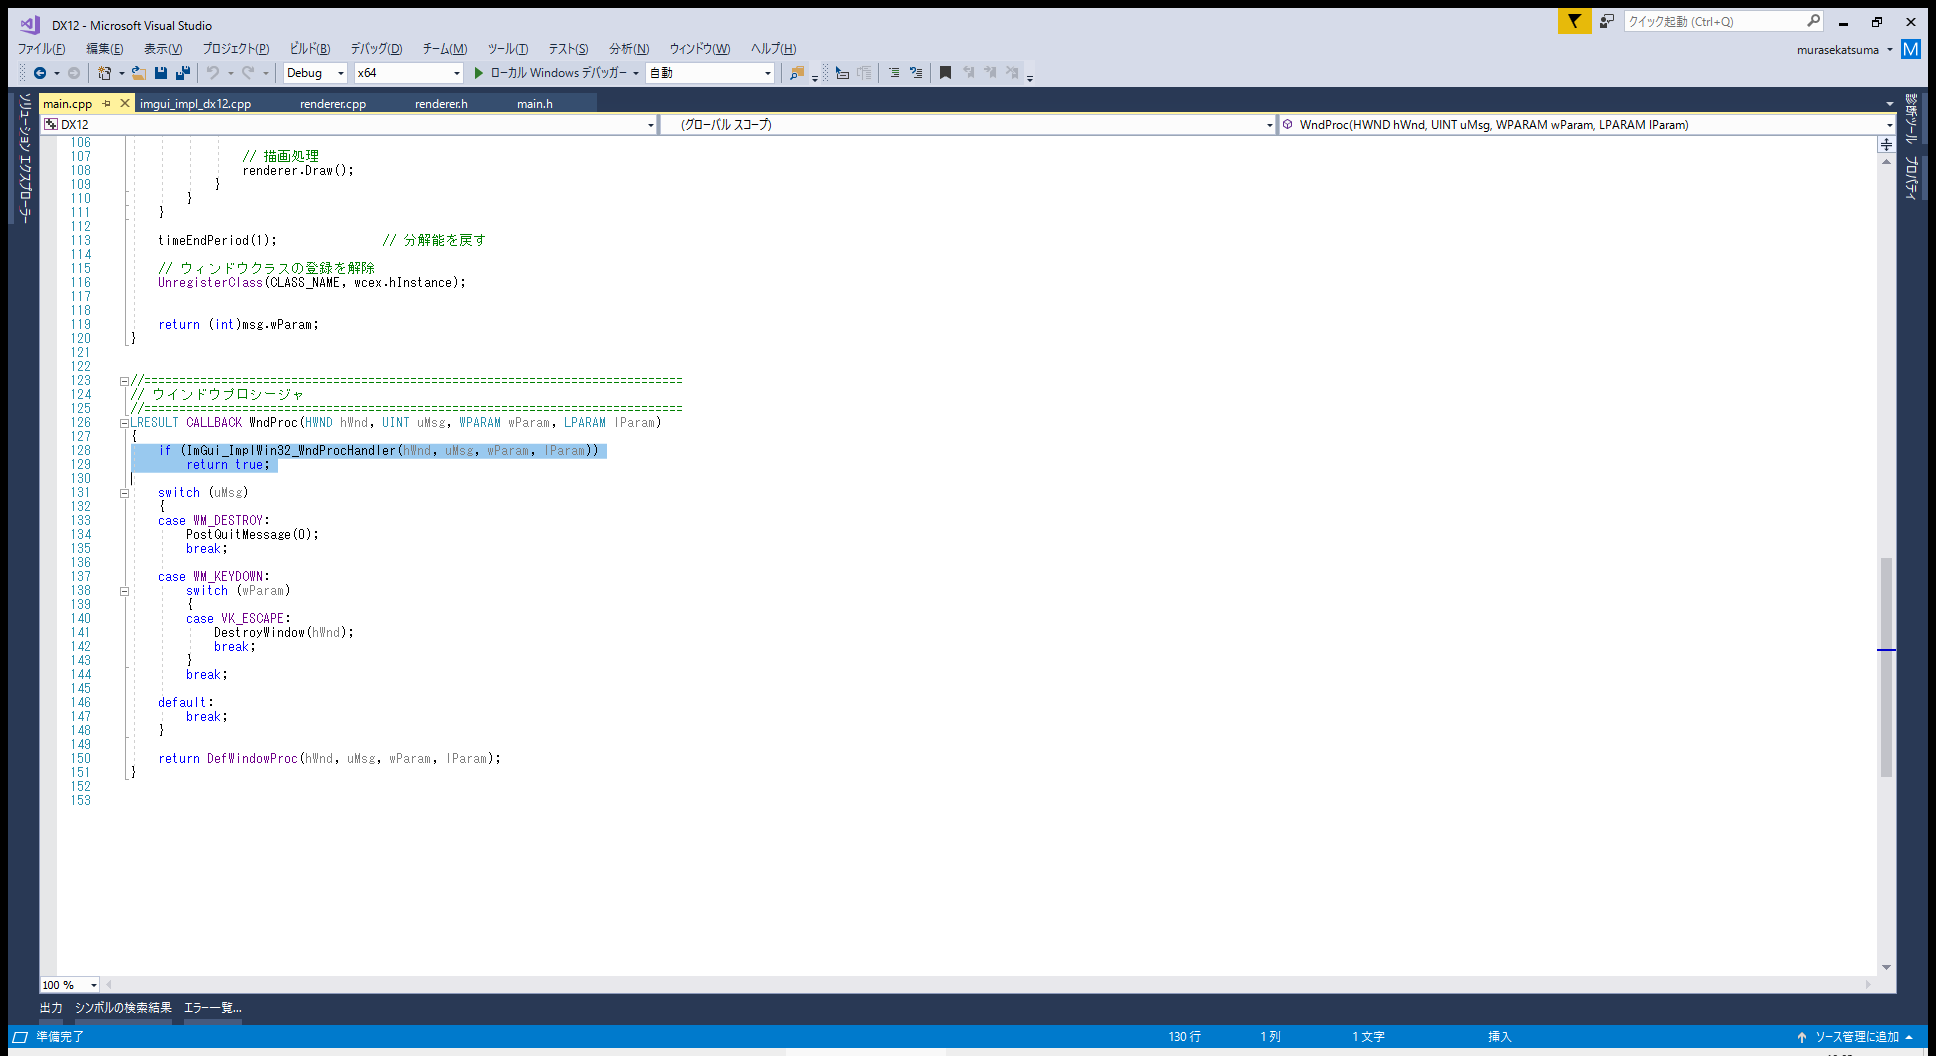 DX12 - Microsoft Visual Studio
クイック起動 (Ctrl+Q)
ファイル(F) 編集(E) 表示(V) プロジェクト(P) ビルド(B) デバッグ(D) チーム(M) ツール(T) テスト(S) 分析(N) ウィンドウ(W) ヘルプ(H)
murasekatsuma M
Debug x64 ローカル Windows デバッガー 自動
main.cpp imgui_impl_dx12.cpp renderer.cpp renderer.h main.h
DX12 (グローバル スコープ) WndProc(HWND hWnd, UINT uMsg, WPARAM wParam, LPARAM lParam)
ソリューション エクスプローラー
診断ツール
プロパティ
106
107 // 描画処理
108 renderer.Draw();
109 }
110 }
111 }
112
113 timeEndPeriod(1); // 分解能を戻す
114
115 // ウィンドウクラスの登録を解除
116 UnregisterClass(CLASS_NAME, wcex.hInstance);
117
118
119 return (int)msg.wParam;
120 }
121
122
123 //=============================================================================
124 // ウインドウプロシージャ
125 //=============================================================================
126 LRESULT CALLBACK WndProc(HWND hWnd, UINT uMsg, WPARAM wParam, LPARAM lParam)
127 {
128 if (ImGui_ImplWin32_WndProcHandler(hWnd, uMsg, wParam, lParam))
129 return true;
130
131 switch (uMsg)
132 {
133 case WM_DESTROY:
134 PostQuitMessage(0);
135 break;
136
137 case WM_KEYDOWN:
138 switch (wParam)
139 {
140 case VK_ESCAPE:
141 DestroyWindow(hWnd);
142 break;
143 }
144 break;
145
146 default:
147 break;
148 }
149
150 return DefWindowProc(hWnd, uMsg, wParam, lParam);
151 }
152
153
100 %
出力 シンボルの検索結果 エラー一覧...
準備完了 130 行 1 列 1 文字 挿入 ソース管理に追加